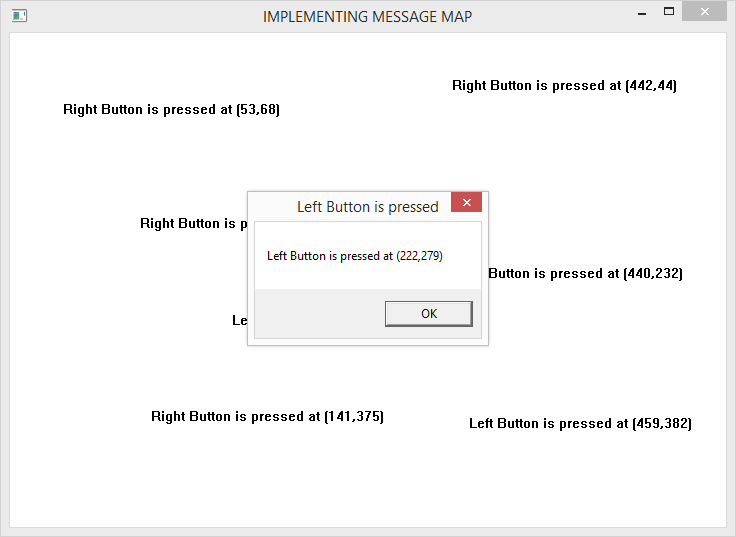 IMPLEMENTING MESSAGE MAP
Right Button is pressed at (442,44)
Right Button is pressed at (53,68)
Left Button is pressed
Right Button is p
Left Button is pressed at (222,279)
Button is pressed at (440,232)
OK
Le
Right Button is pressed at (141,375)
Left Button is pressed at (459,382)